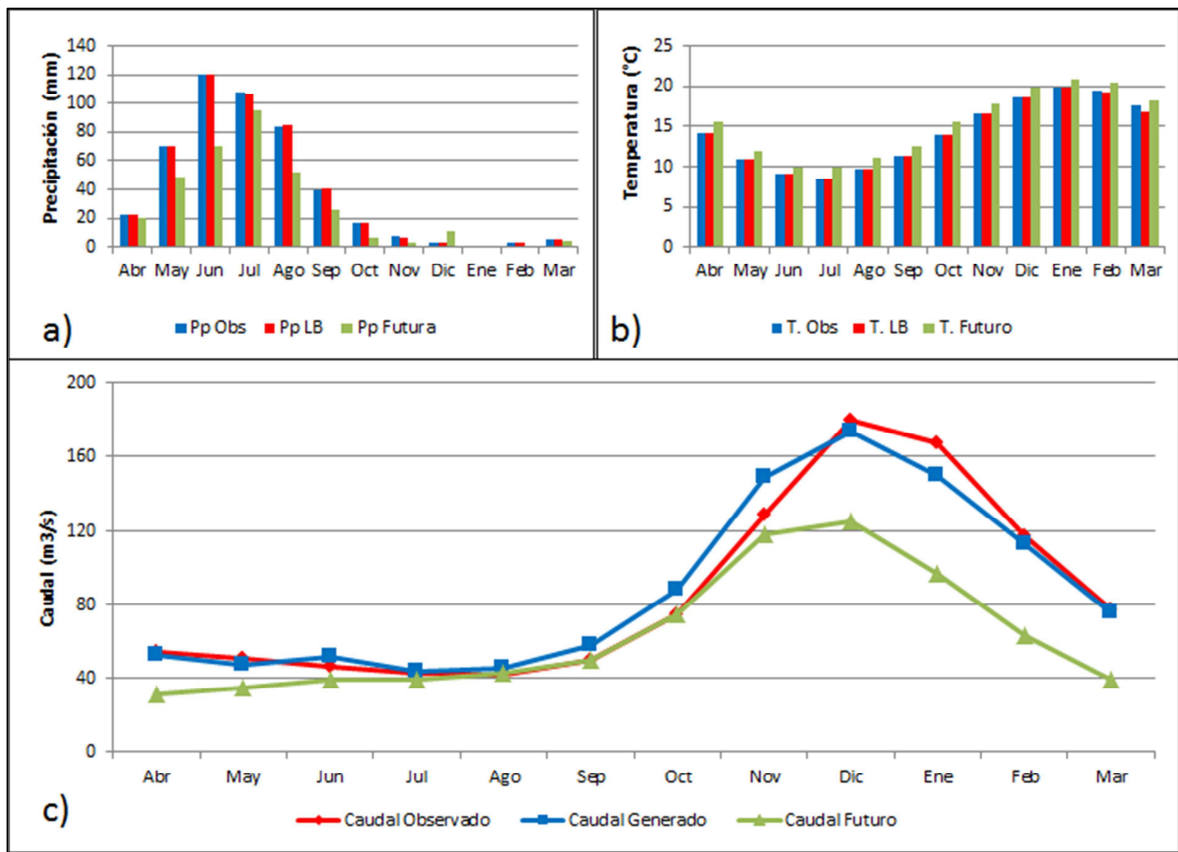 Precipitación (mm)
140
120
100
80
60
40
20
0
Abr May Jun Jul Ago Sep Oct Nov Dic Ene Feb Mar
a)
Pp Obs Pp LB Pp Futura
Temperatura (°C)
25
20
15
10
5
0
Abr May Jun Jul Ago Sep Oct Nov Dic Ene Feb Mar
b)
T. Obs T. LB T. Futuro
Caudal (m3/s)
200
160
120
80
40
0
Abr May Jun Jul Ago Sep Oct Nov Dic Ene Feb Mar
c)
Caudal Observado Caudal Generado Caudal Futuro